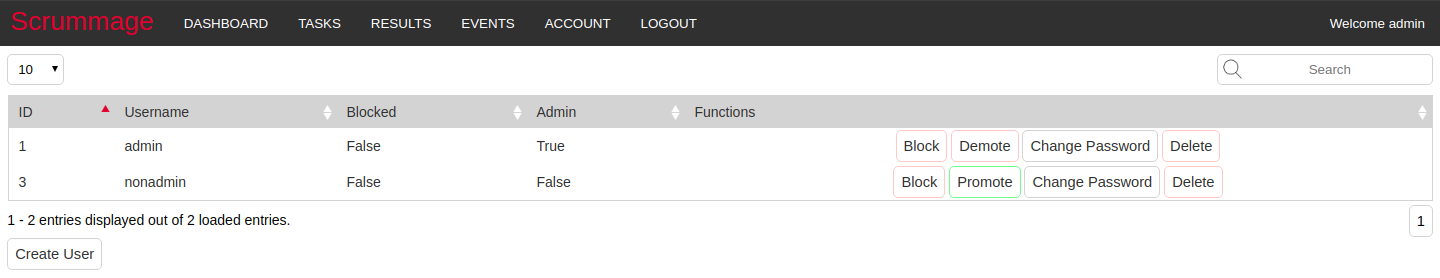 Scrummage DASHBOARD TASKS RESULTS EVENTS ACCOUNT LOGOUT Welcome admin
10 Search
ID Username Blocked Admin Functions
1 admin False True Block Demote Change Password Delete
3 nonadmin False False Block Promote Change Password Delete
1 - 2 entries displayed out of 2 loaded entries. 1
Create User